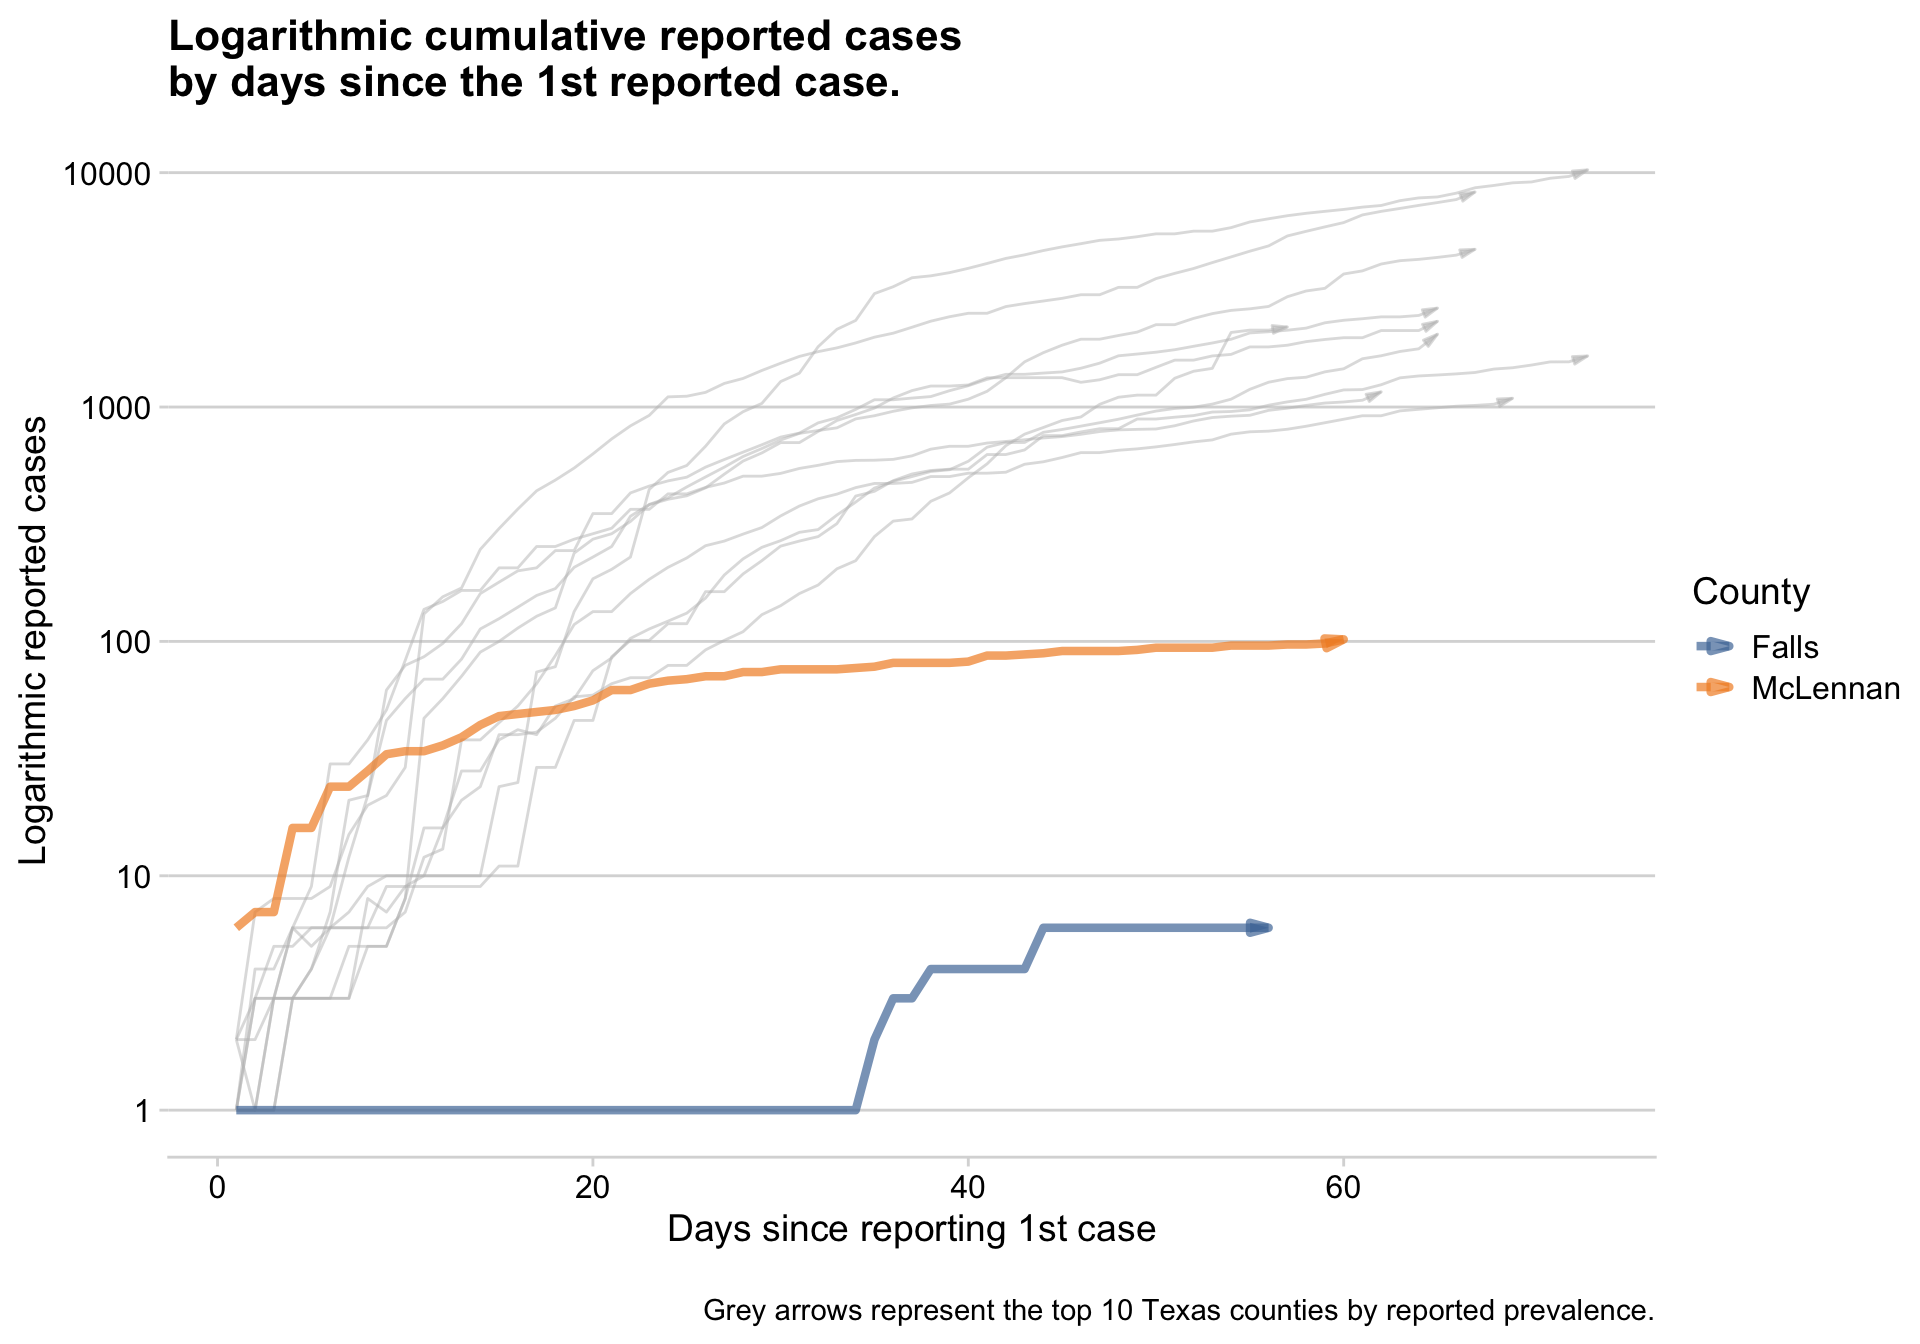 Logarithmic cumulative reported cases
by days since the 1st reported case.
10000
1000
100
10
1
Logarithmic reported cases
0 20 40 60
Days since reporting 1st case
County
Falls
McLennan
Grey arrows represent the top 10 Texas counties by reported prevalence.